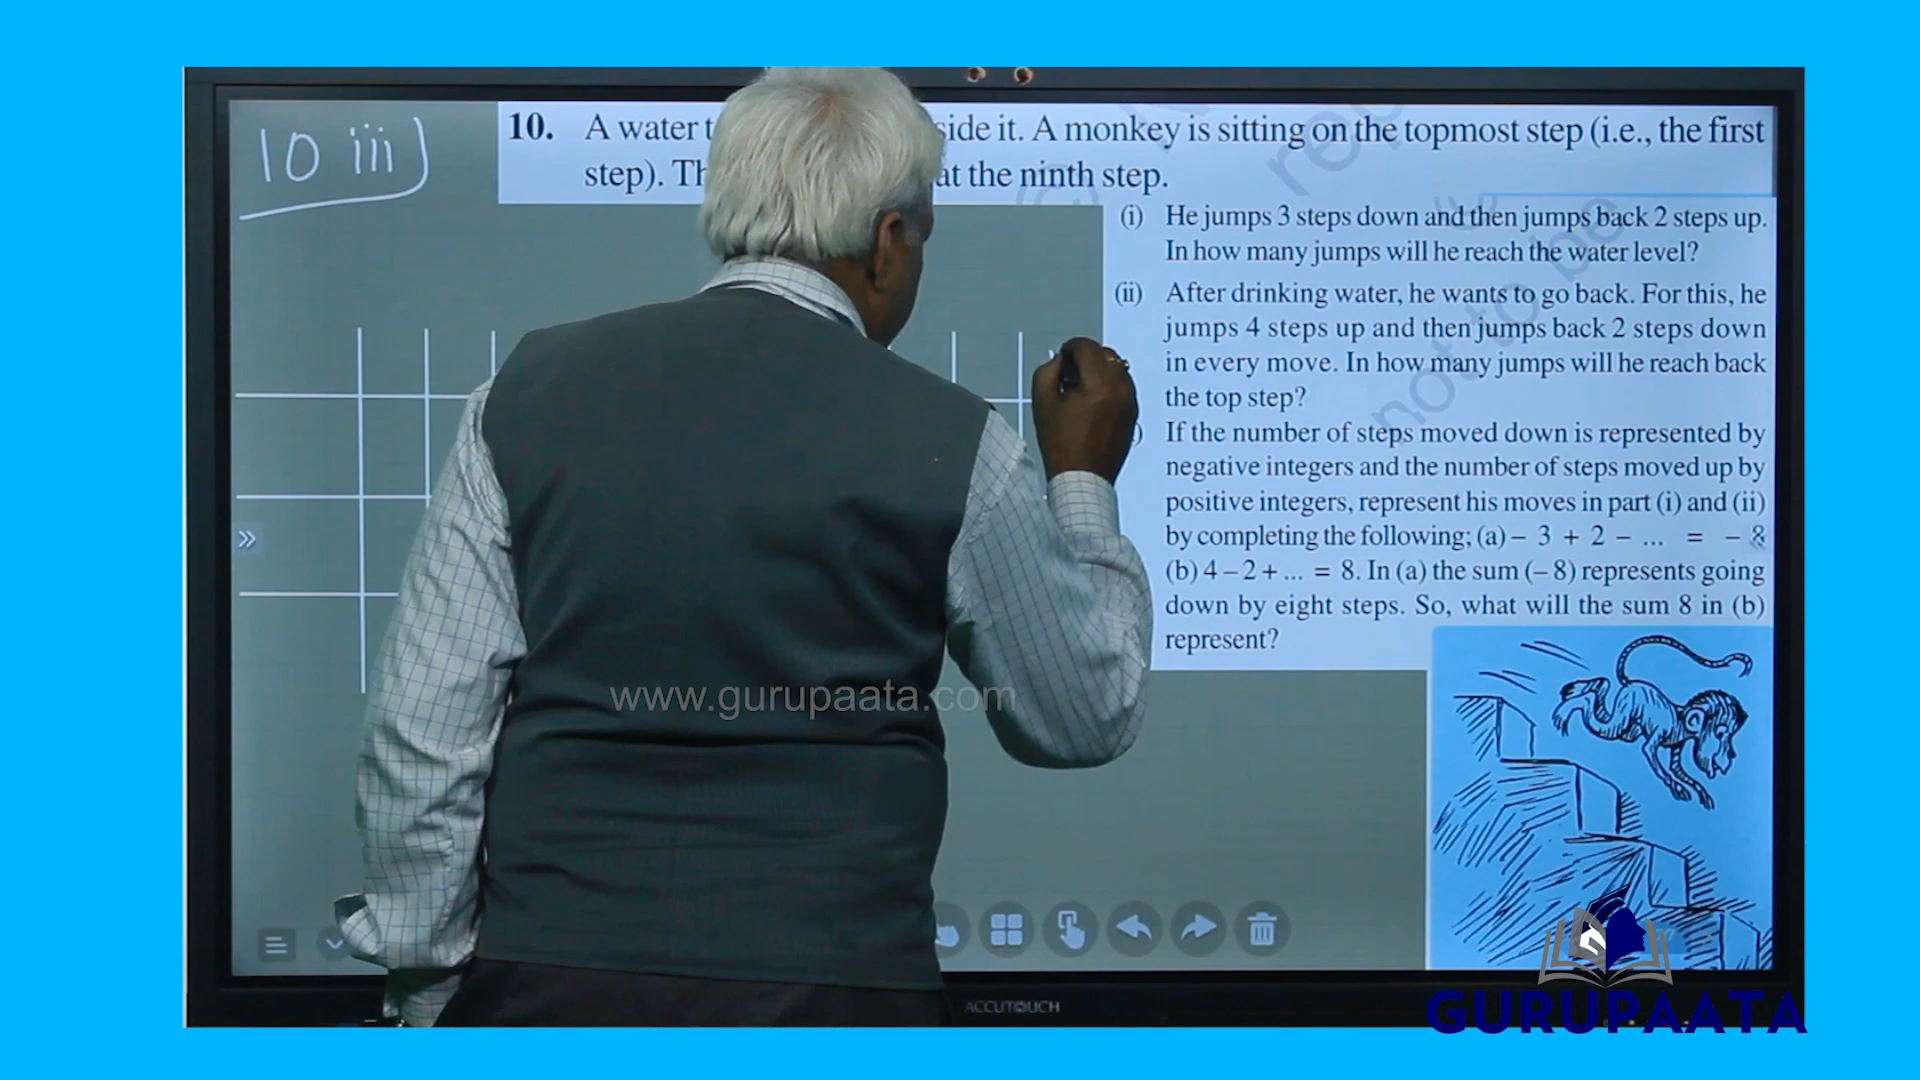 10 iii)
10. A water t side it. A monkey is sitting on the topmost step (i.e., the first
step). Th at the ninth step.
(i) He jumps 3 steps down and then jumps back 2 steps up.
In how many jumps will he reach the water level?
(ii) After drinking water, he wants to go back. For this, he
jumps 4 steps up and then jumps back 2 steps down
in every move. In how many jumps will he reach back
the top step?
) If the number of steps moved down is represented by
negative integers and the number of steps moved up by
positive integers, represent his moves in part (i) and (ii)
by completing the following; (a) – 3 + 2 – ... = – 8
(b) 4 – 2 + ... = 8. In (a) the sum (– 8) represents going
down by eight steps. So, what will the sum 8 in (b)
represent?
not to be
www.gurupaata.com
ACCUTOUCH
GURUPAATA